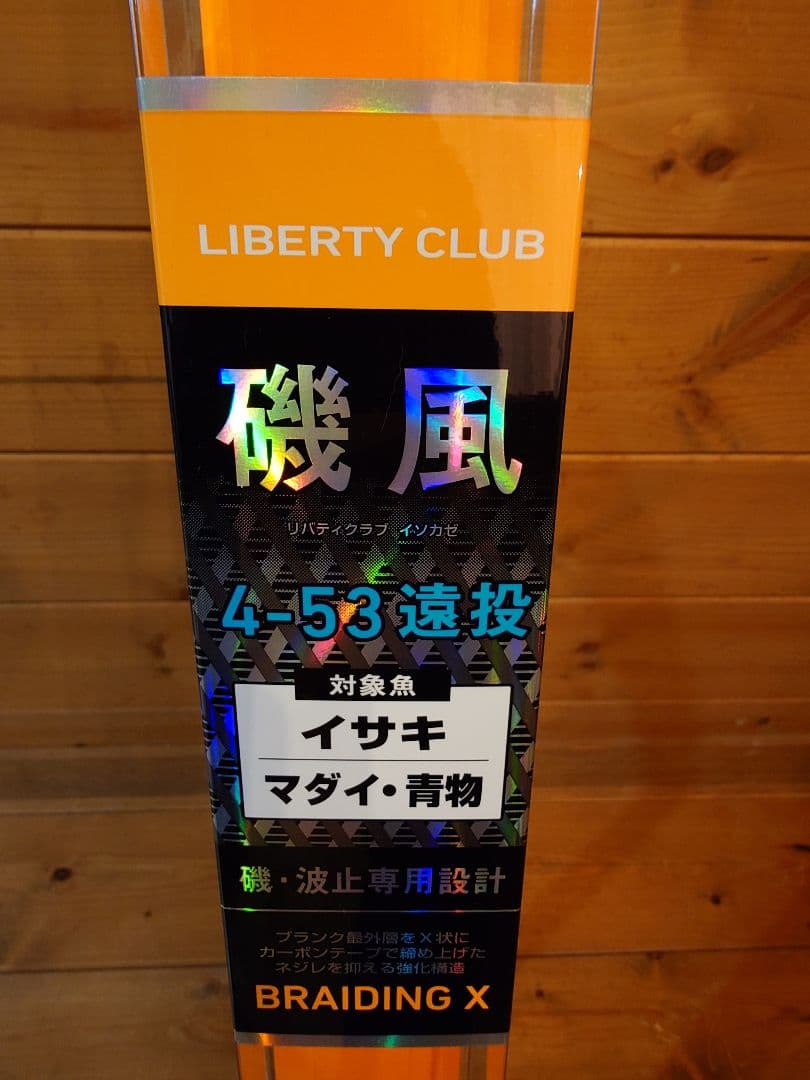 LIBERTY CLUB
磯風
リバティクラブ イソカゼ
4-53遠投
対象魚
イサキ
マダイ・青物
磯・波止専用設計
ブランク最外層をX状に
カーボンテープで締め上げた
ネジレを抑える強化構造
BRAIDING X